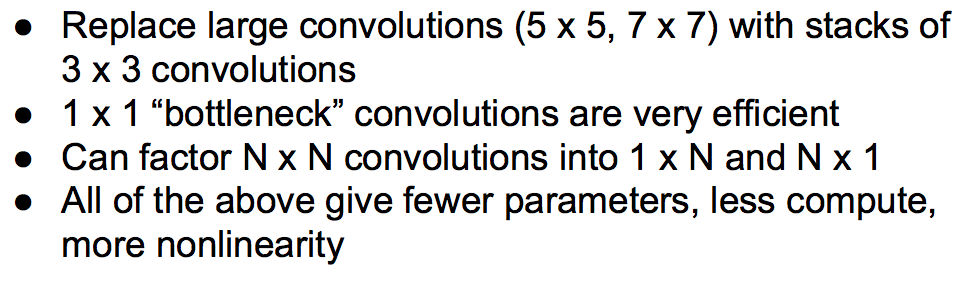 ● Replace large convolutions (5 x 5, 7 x 7) with stacks of
3 x 3 convolutions
● 1 x 1 “bottleneck” convolutions are very efficient
● Can factor N x N convolutions into 1 x N and N x 1
● All of the above give fewer parameters, less compute,
more nonlinearity